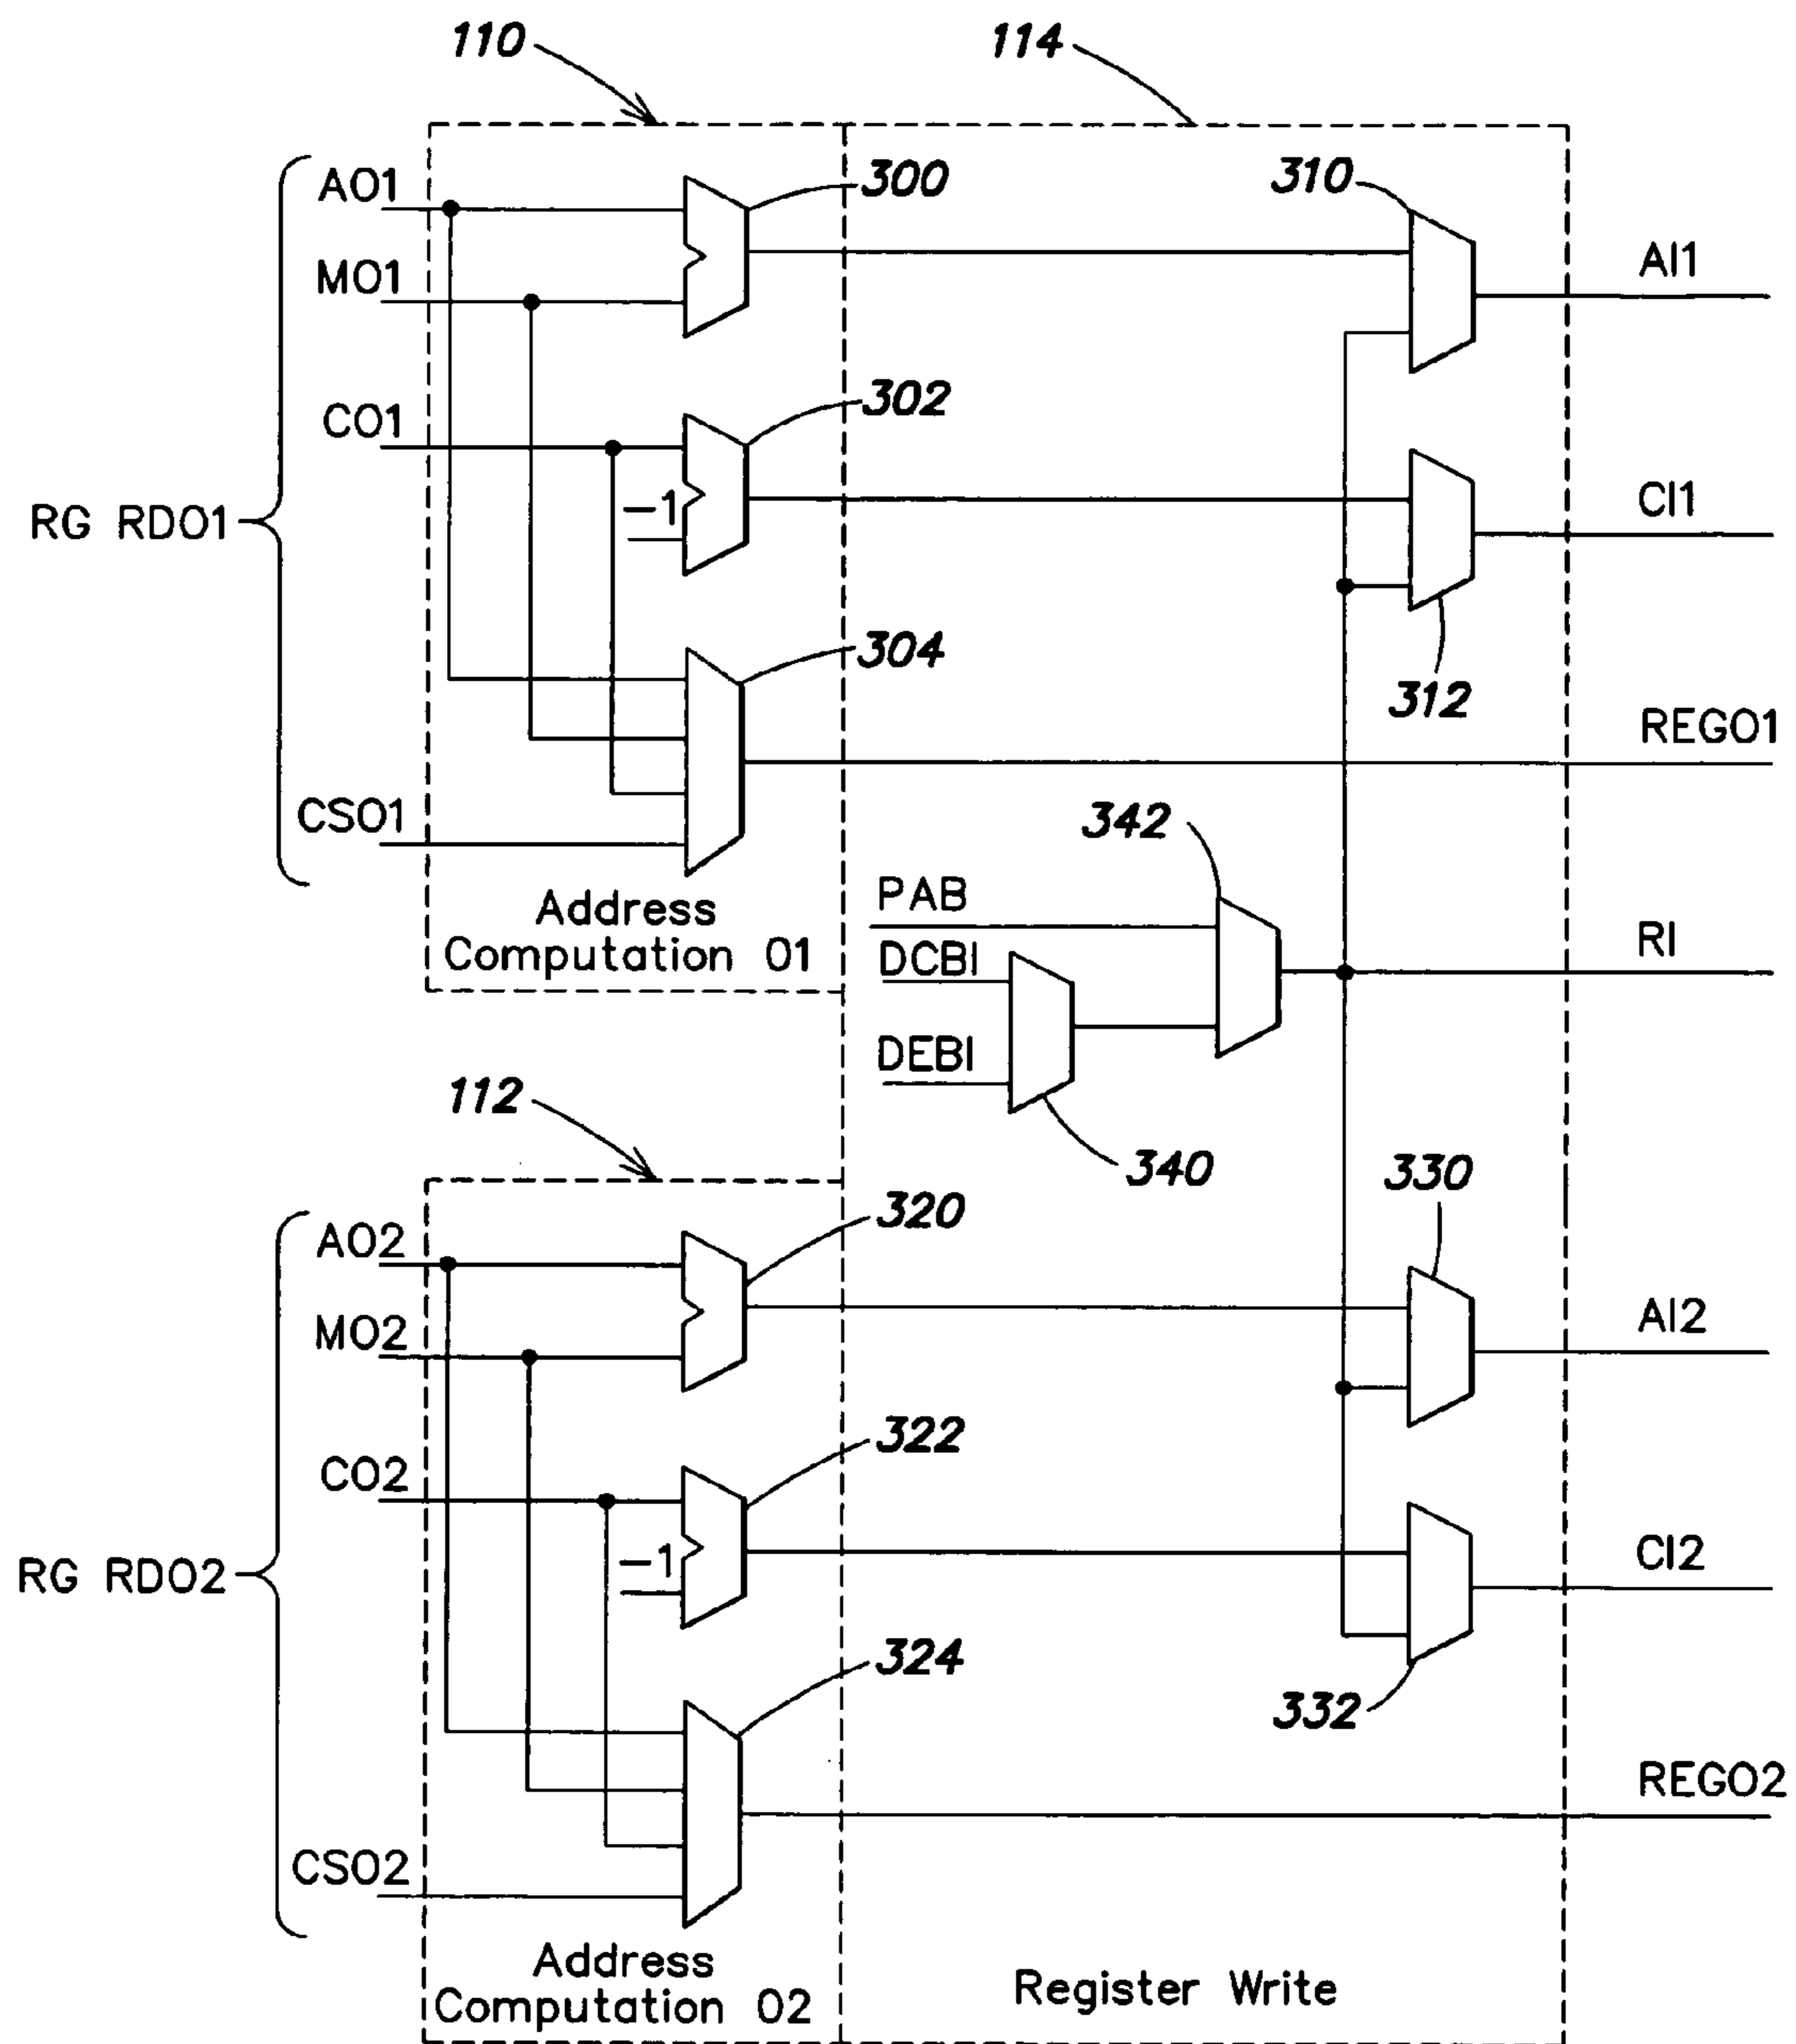 110
114
AO1
300
310
MO1
AI1
CO1
302
-1
CI1
RG RDO1
304
312
REGO1
CSO1
342
PAB
Address
Computation 01
DCBI
RI
DEBI
112
340
330
AO2
320
MO2
AI2
CO2
322
-1
CI2
RG RDO2
324
332
REGO2
CSO2
Address
Computation 02
Register Write